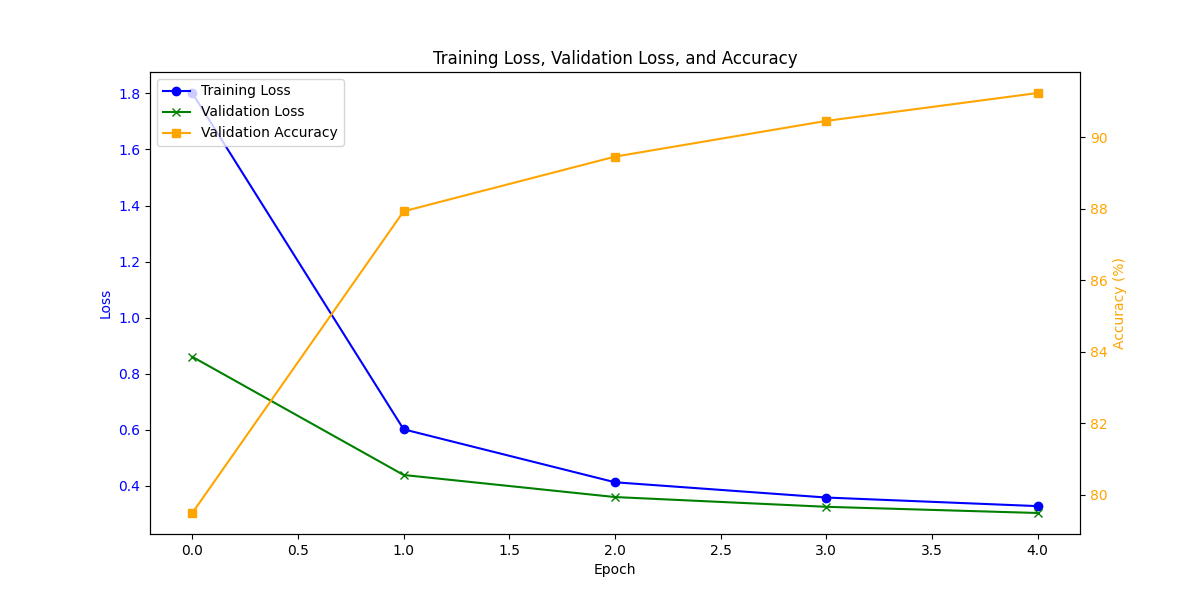 Training Loss, Validation Loss, and Accuracy
Training Loss
Validation Loss
Validation Accuracy
Loss
1.8
1.6
1.4
1.2
1.0
0.8
0.6
0.4
90
88
86
84
82
80
Accuracy (%)
0.0 0.5 1.0 1.5 2.0 2.5 3.0 3.5 4.0
Epoch